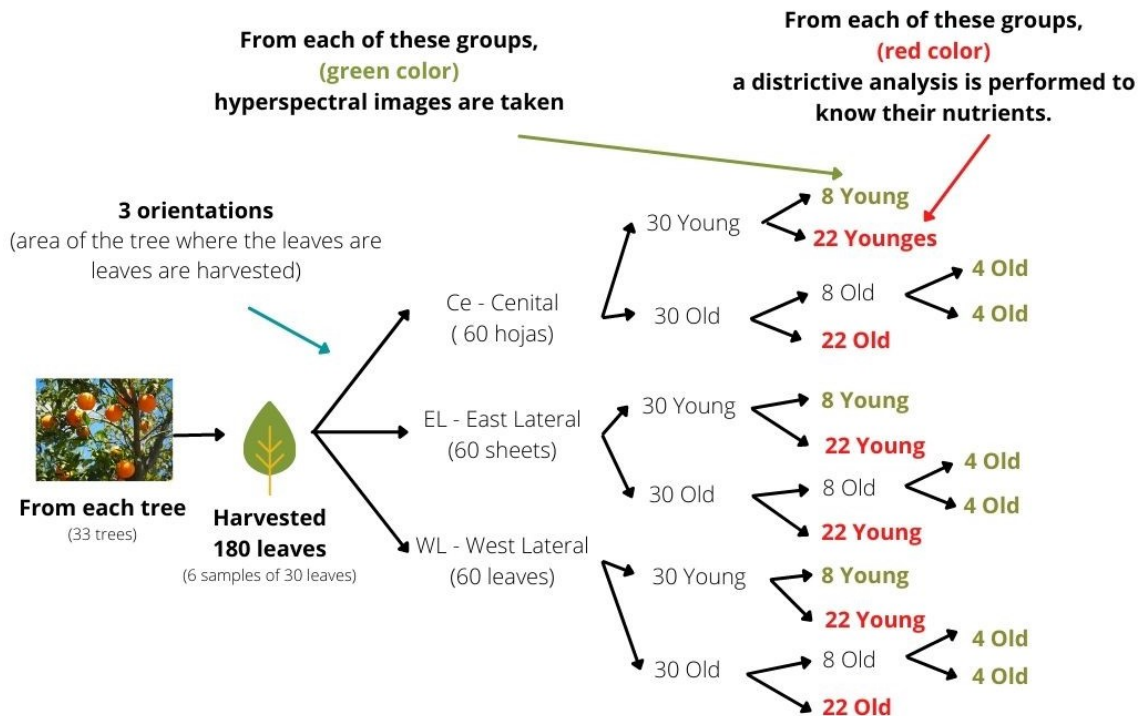 From each of these groups,
(green color)
hyperspectral images are taken
From each of these groups,
(red color)
a districtive analysis is performed to
know their nutrients.
3 orientations
(area of the tree where the leaves are
leaves are harvested)
From each tree
(33 trees)
Harvested
180 leaves
(6 samples of 30 leaves)
Ce - Cenital
( 60 hojas)
30 Young
8 Young
22 Younges
30 Old
8 Old
4 Old
4 Old
22 Old
EL - East Lateral
(60 sheets)
30 Young
8 Young
22 Young
30 Old
8 Old
4 Old
4 Old
22 Young
WL - West Lateral
(60 leaves)
30 Young
8 Young
22 Young
30 Old
8 Old
4 Old
4 Old
22 Old